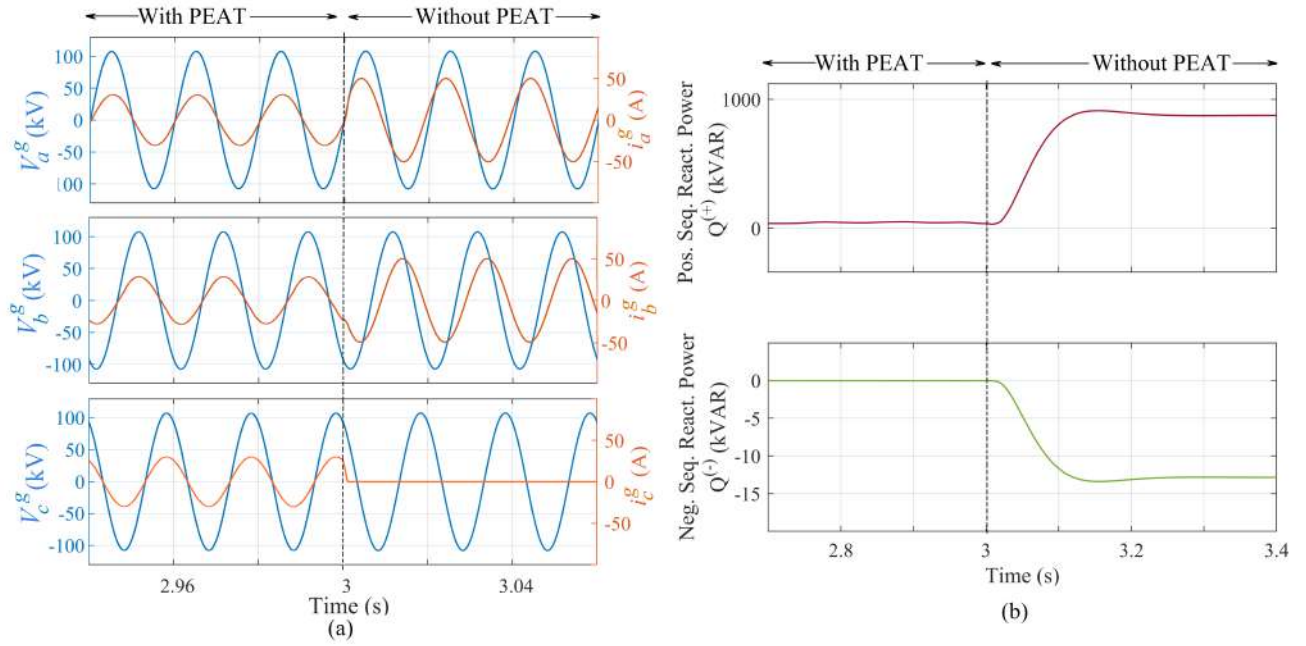 With PEAT Without PEAT
100
50
0
-50
100
V_a^g (kV)
50
0
-50
i_a^g (A)
100
50
0
-50
-100
V_b^g (kV)
50
0
-50
i_b^g (A)
100
50
0
-50
-100
V_c^g (kV)
50
0
-50
i_c^g (A)
2.96 3 3.04
Time (s)
(a)
With PEAT Without PEAT
1000
0
Pos. Seq. React. Power
Q^(+) (kVAR)
0
-5
-10
-15
Neg. Seq. React. Power
Q^(-) (kVAR)
2.8 3 3.2 3.4
Time (s)
(b)